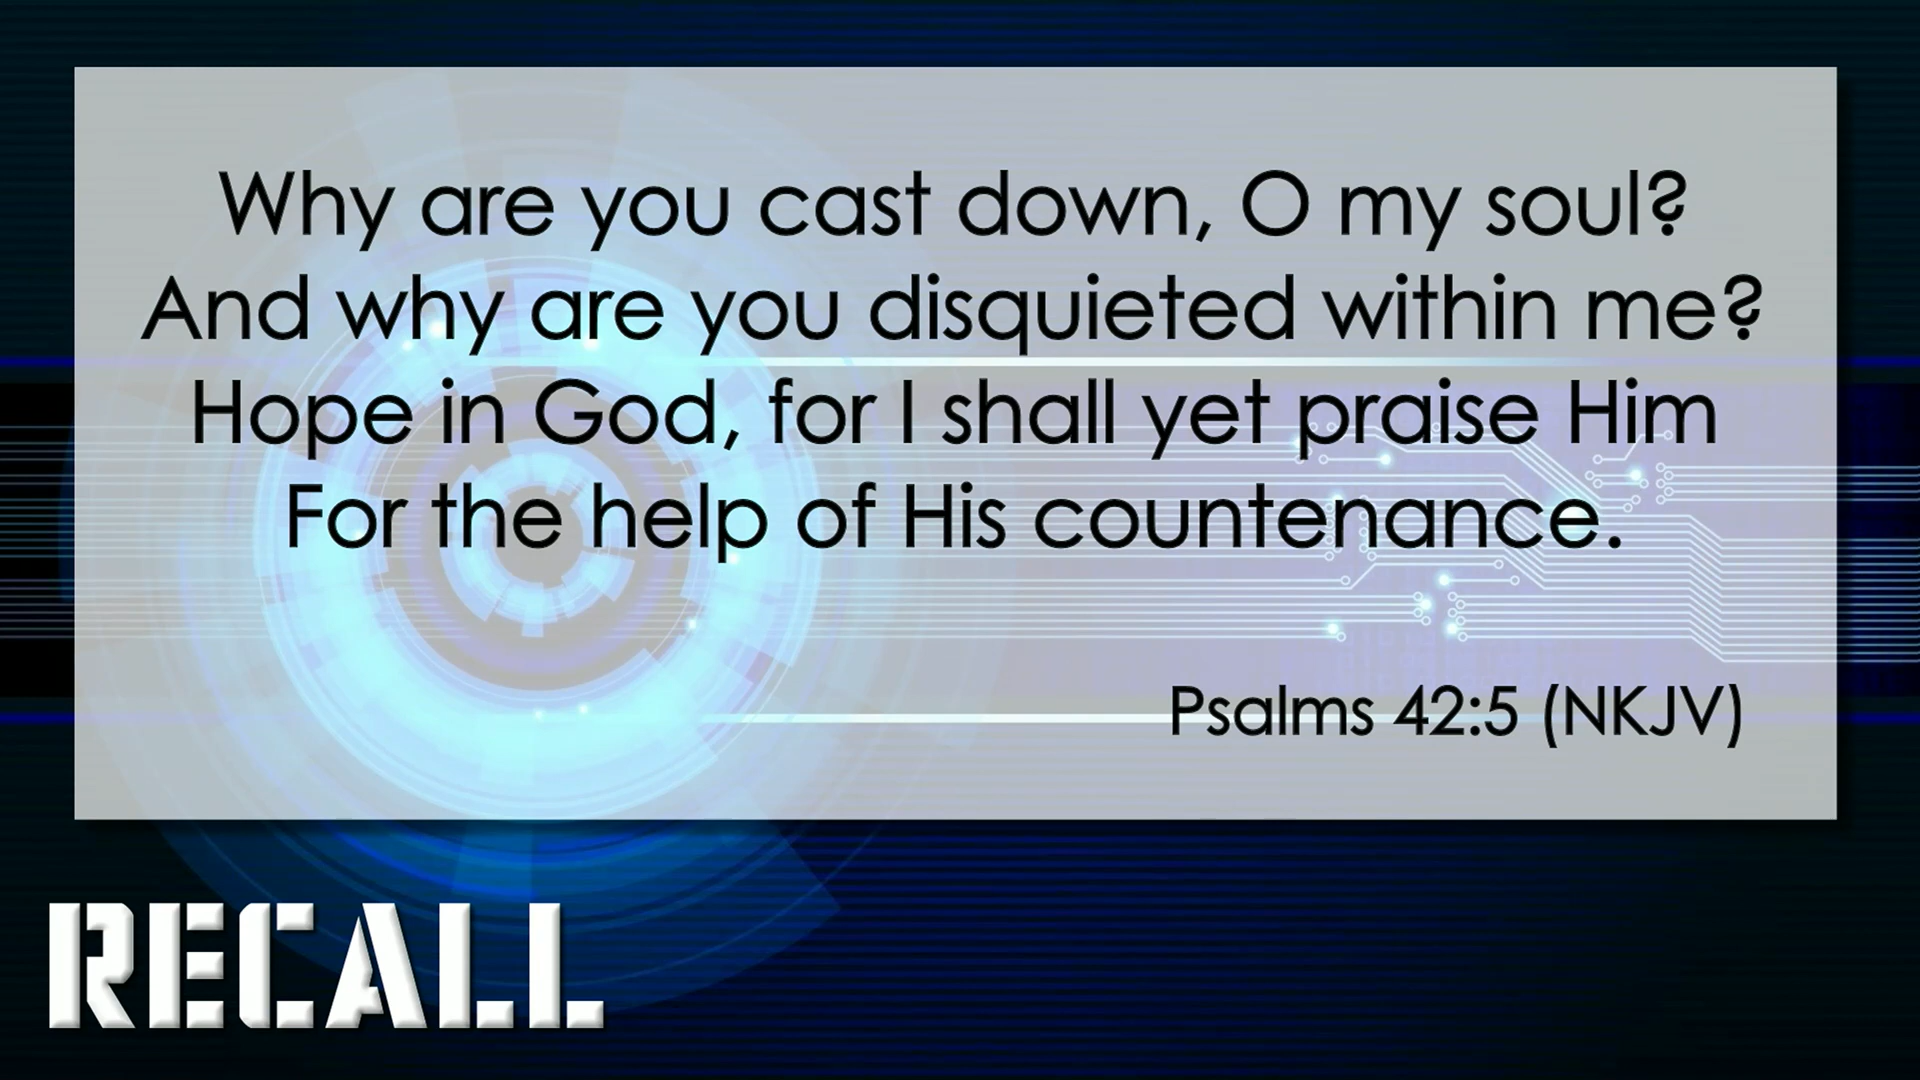 Why are you cast down, O my soul?
And why are you disquieted within me?
Hope in God, for I shall yet praise Him
For the help of His countenance.
Psalms 42:5 (NKJV)
RECALL